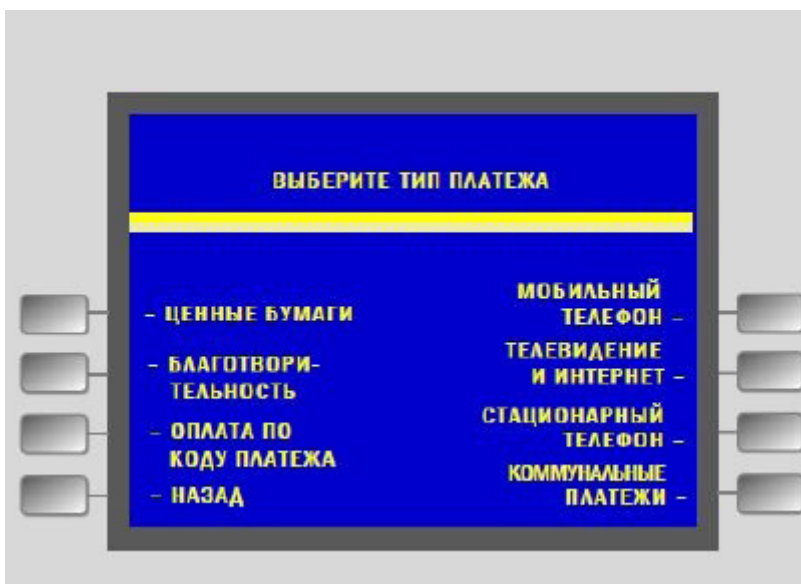 ВЫБЕРИТЕ ТИП ПЛАТЕЖА
– ЦЕННЫЕ БУМАГИ
– БЛАГОТВОРИ-
ТЕЛЬНОСТЬ
– ОПЛАТА ПО
КОДУ ПЛАТЕЖА
– НАЗАД
МОБИЛЬНЫЙ
ТЕЛЕФОН –
ТЕЛЕВИДЕНИЕ
И ИНТЕРНЕТ –
СТАЦИОНАРНЫЙ
ТЕЛЕФОН –
КОММУНАЛЬНЫЕ
ПЛАТЕЖИ –